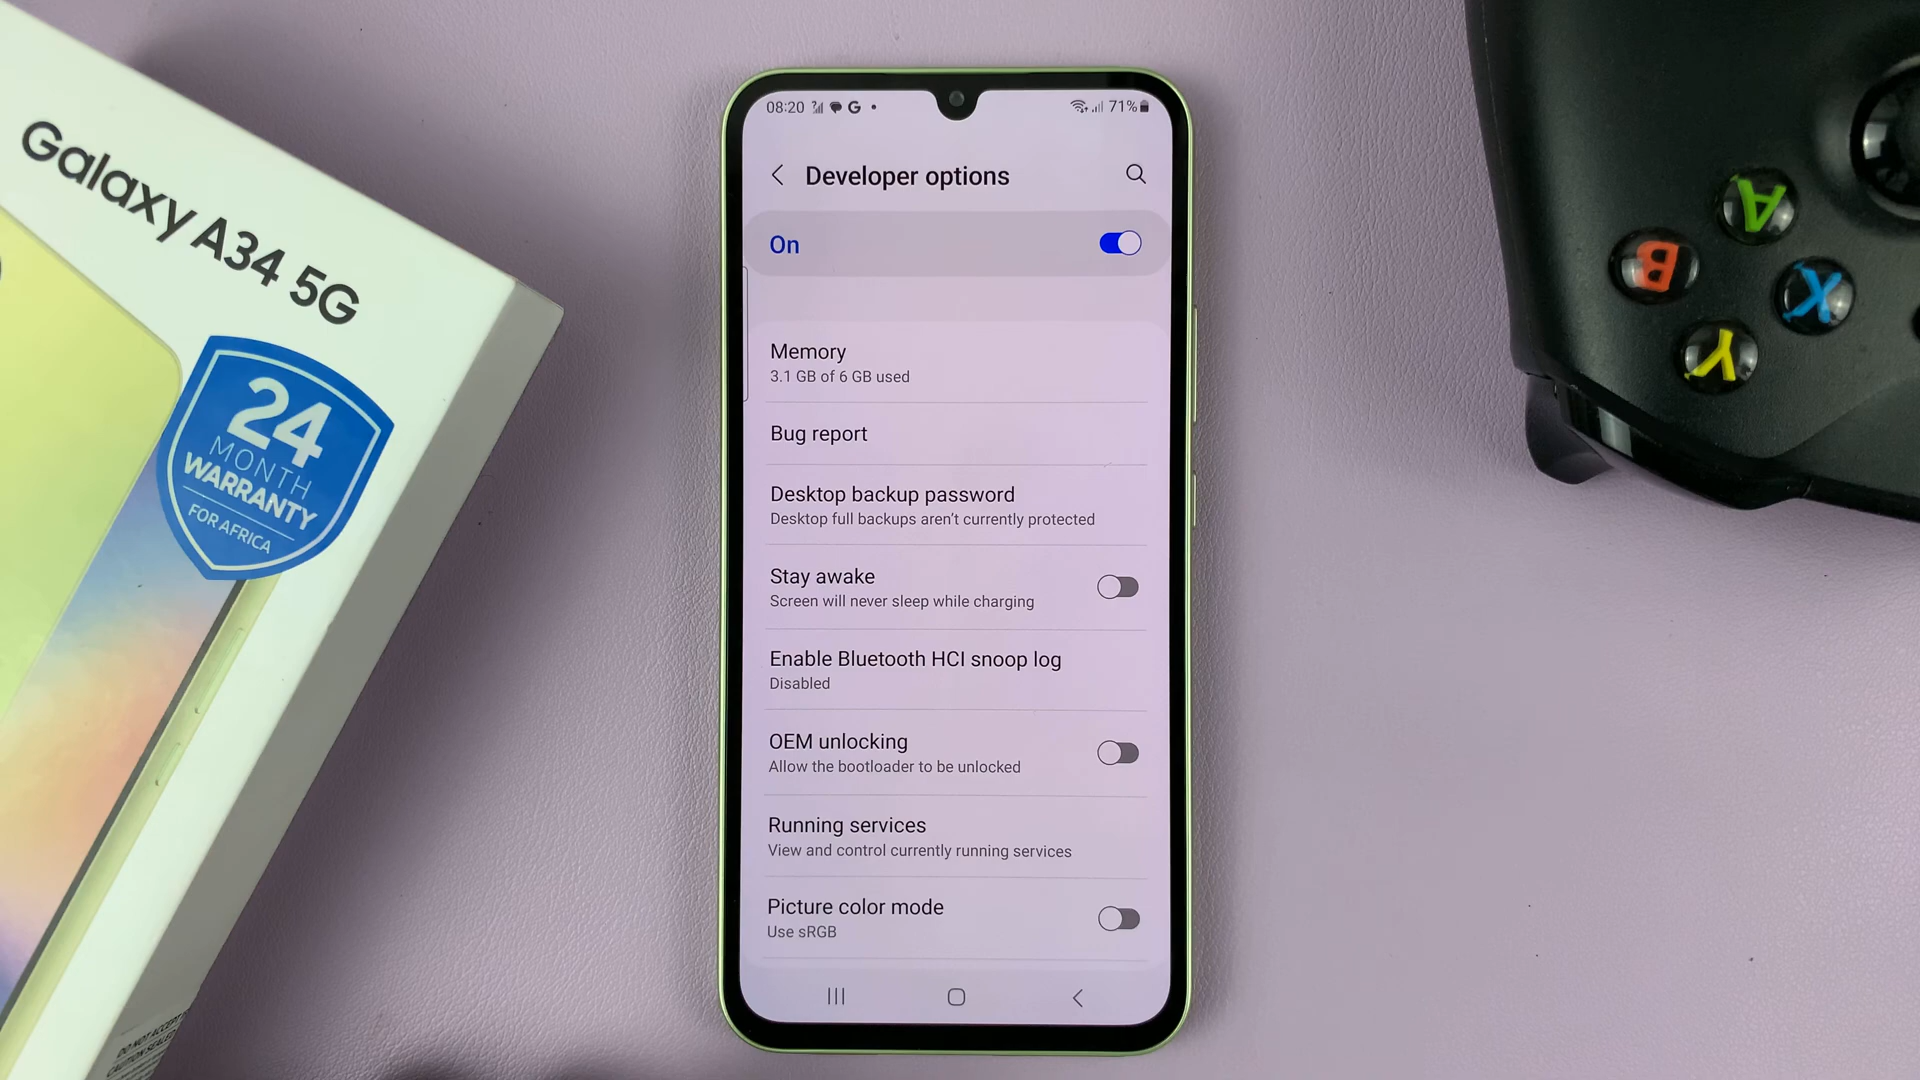 Galaxy A34 5G
24
MONTH
WARRANTY
FOR AFRICA
08:20
71%
Developer options
On
Memory
3.1 GB of 6 GB used
Bug report
Desktop backup password
Desktop full backups aren't currently protected
Stay awake
Screen will never sleep while charging
Enable Bluetooth HCI snoop log
Disabled
OEM unlocking
Allow the bootloader to be unlocked
Running services
View and control currently running services
Picture color mode
Use sRGB
A
B
X
Y